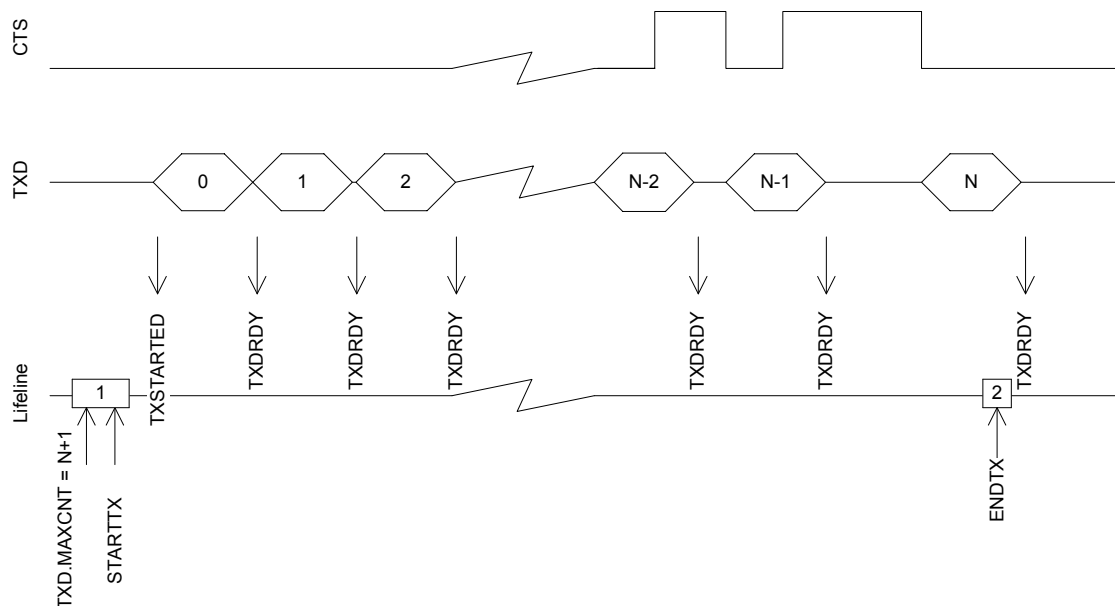 CTS
TXD
0
1
2
N-2
N-1
N
TXSTARTED
TXDRDY
TXDRDY
TXDRDY
TXDRDY
TXDRDY
TXDRDY
Lifeline
1
2
TXD.MAXCNT = N+1
STARTTX
ENDTX